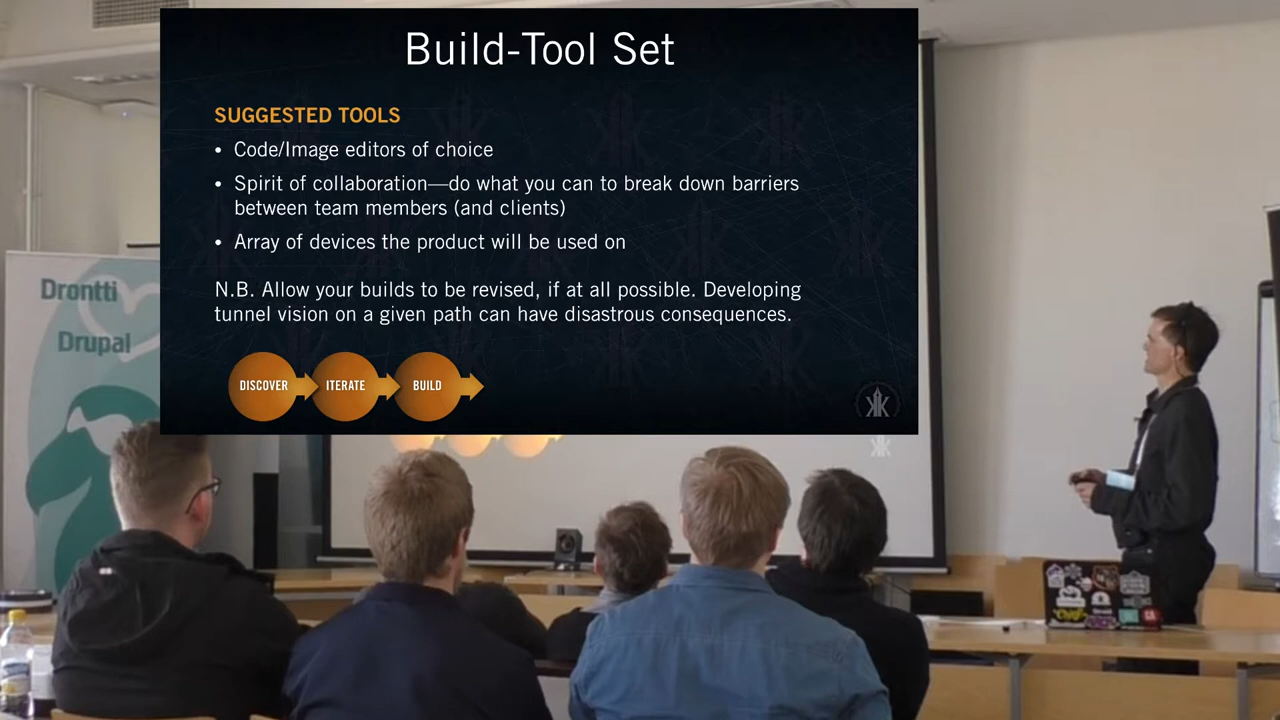 Build-Tool Set
SUGGESTED TOOLS
• Code/Image editors of choice
• Spirit of collaboration—do what you can to break down barriers
between team members (and clients)
• Array of devices the product will be used on
N.B. Allow your builds to be revised, if at all possible. Developing
tunnel vision on a given path can have disastrous consequences.
DISCOVER ITERATE BUILD
Drontti
Drupal